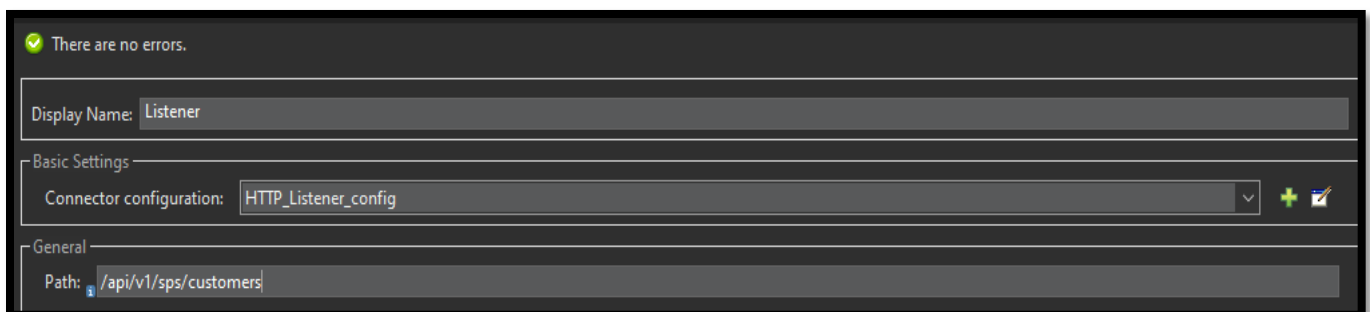 There are no errors.
Display Name: Listener
Basic Settings
Connector configuration: HTTP_Listener_config
General
Path: /api/v1/sps/customers